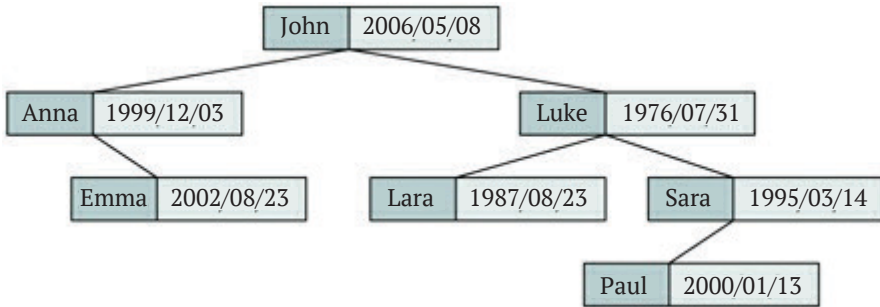 John 2006/05/08
Anna 1999/12/03 Luke 1976/07/31
Emma 2002/08/23 Lara 1987/08/23 Sara 1995/03/14
Paul 2000/01/13